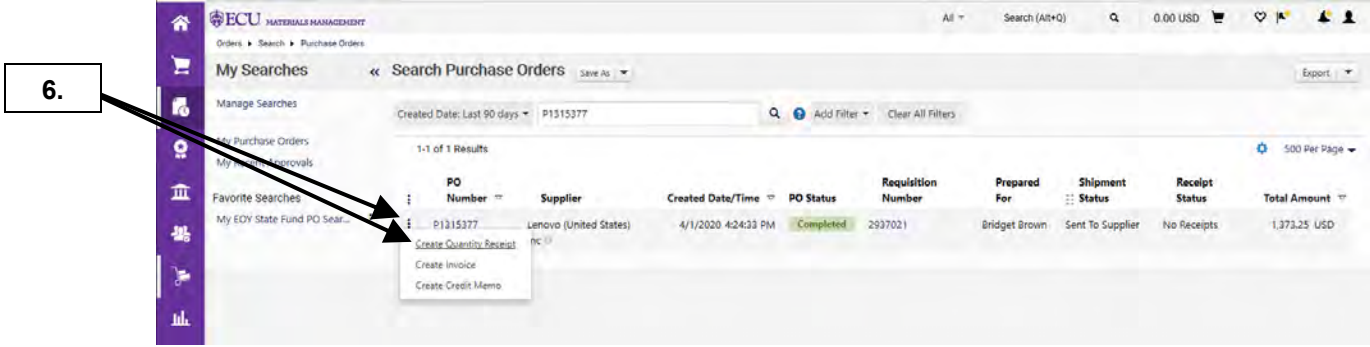 ECU MATERIALS MANAGEMENT
All
Search (Alt+Q)
0.00 USD
Orders ▸ Search ▸ Purchase Orders
My Searches
« Search Purchase Orders
Save As
Export
6.
Manage Searches
Created Date: Last 90 days
P1315377
Add Filter
Clear All Filters
My Purchase Orders
1-1 of 1 Results
500 Per Page
My Recent Approvals
PO Number
Supplier
Created Date/Time
PO Status
Requisition Number
Prepared For
Shipment Status
Receipt Status
Total Amount
Favorite Searches
My EOY State Fund PO Sear...
P1315377
Lenovo (United States) Inc
4/1/2020 4:24:33 PM
Completed
2937021
Bridget Brown
Sent To Supplier
No Receipts
1,373.25 USD
Create Quantity Receipt
Create Invoice
Create Credit Memo